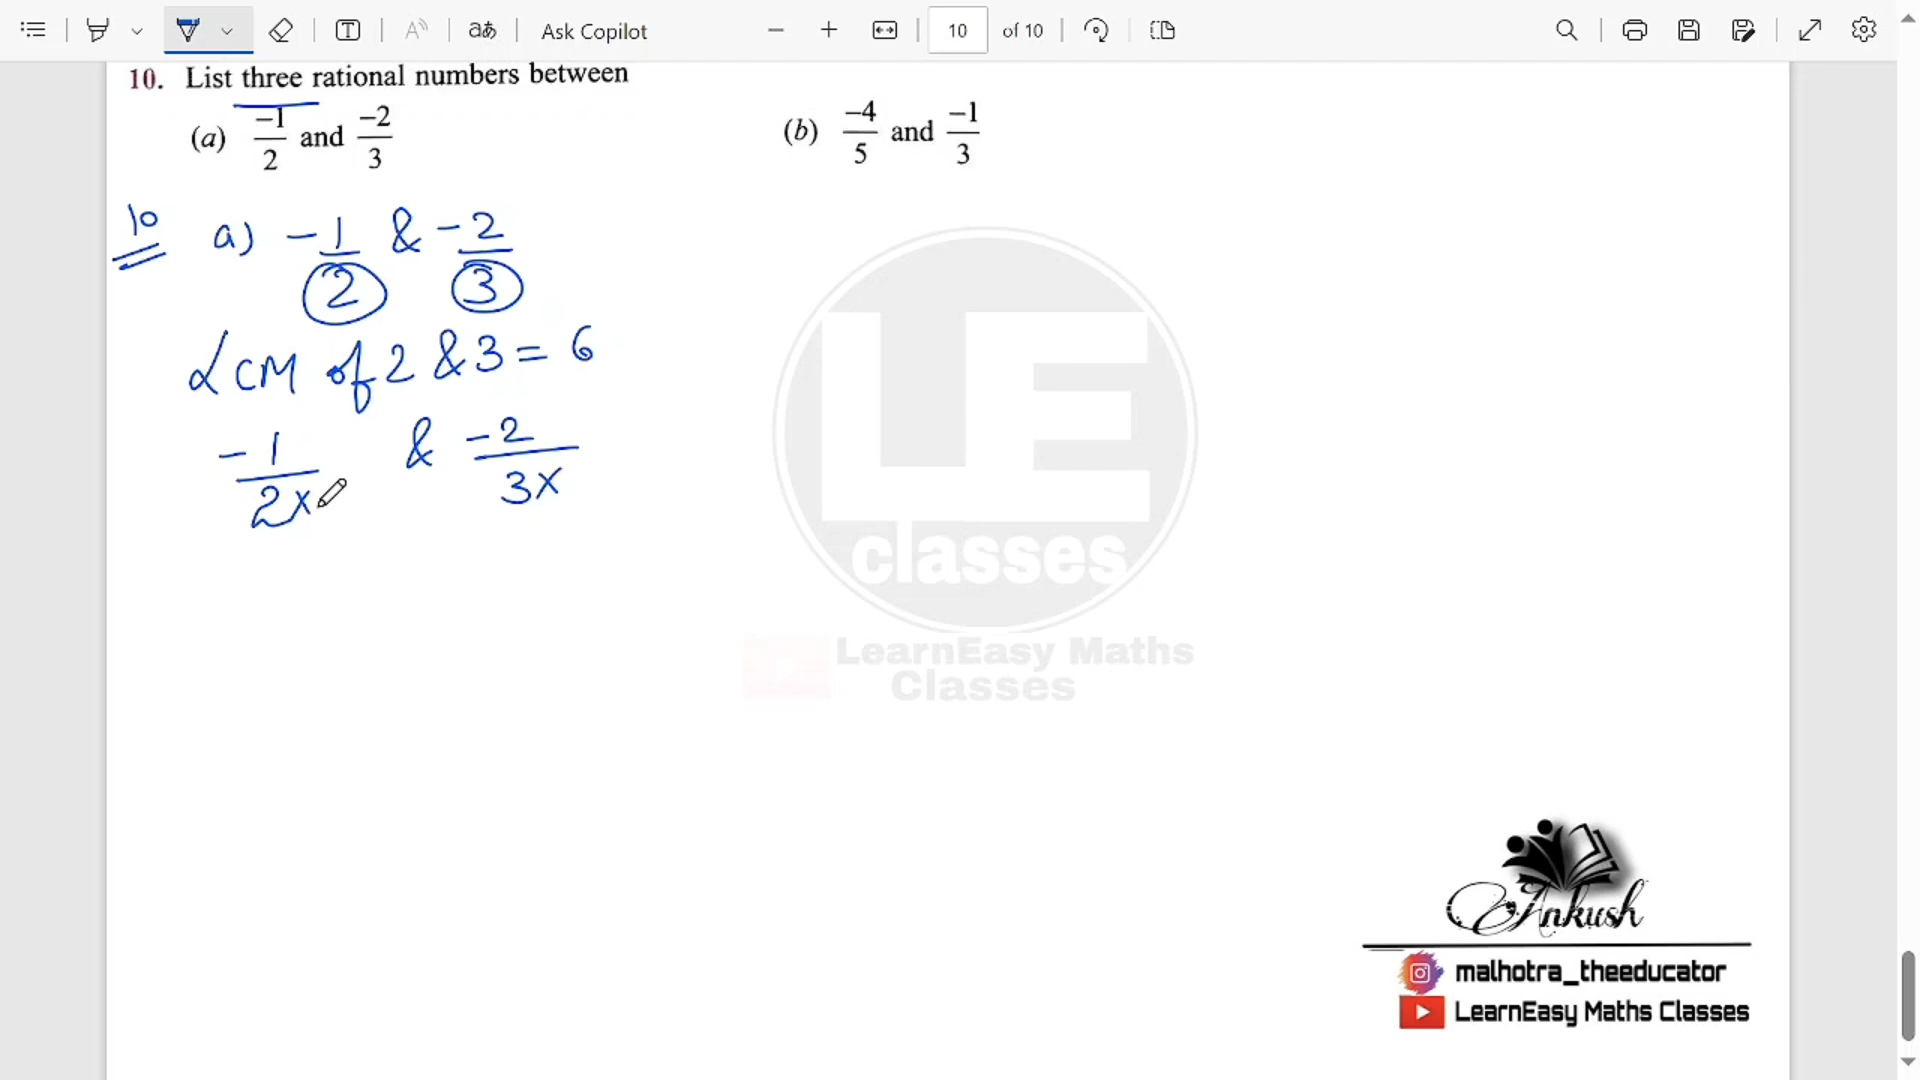 Ask Copilot 10 of 10
10. List three rational numbers between
(a) -1/2 and -2/3 (b) -4/5 and -1/3
10 a) -1/2 & -2/3
LCM of 2 & 3 = 6
-1/2x & -2/3x
LE
classes
LearnEasy Maths
Classes
Ankush
malhotra_theeducator
LearnEasy Maths Classes